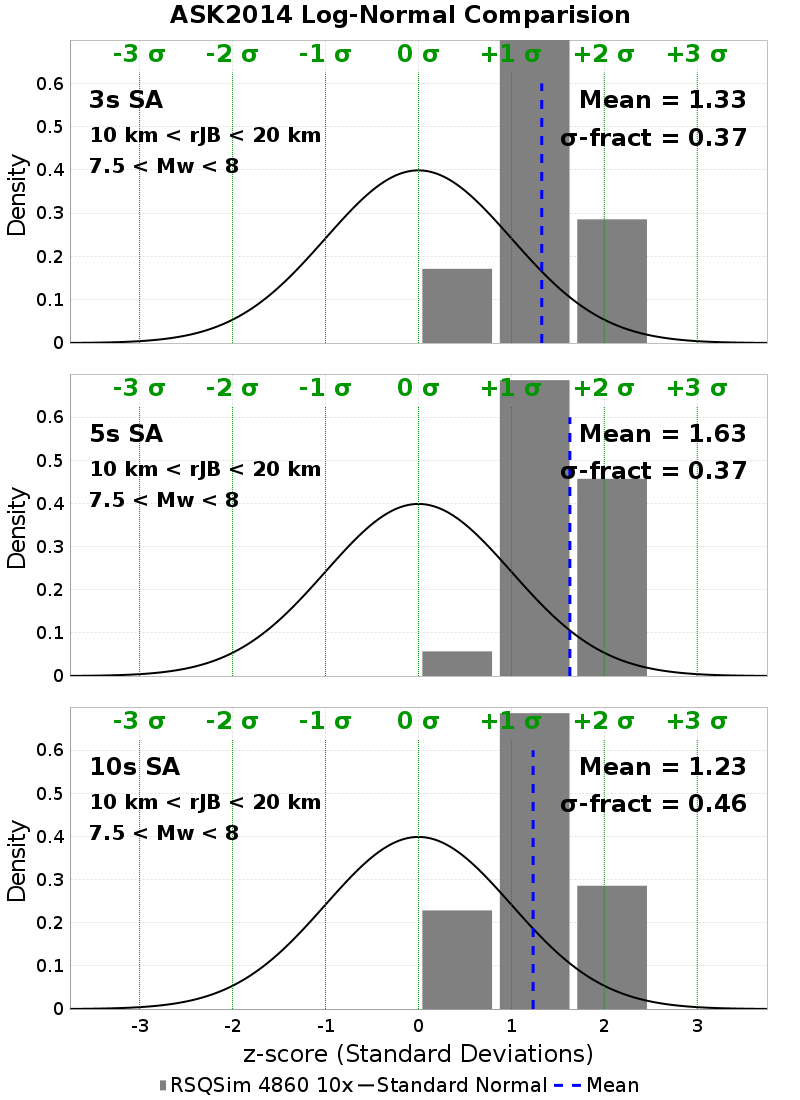 ASK2014 Log-Normal Comparision
-3 σ -2 σ -1 σ 0 σ +1 σ +2 σ +3 σ
3s SA
10 km < rJB < 20 km
7.5 < Mw < 8
Mean = 1.33
σ-fract = 0.37
Density
0.6
0.5
0.4
0.3
0.2
0.1
0
-3 σ -2 σ -1 σ 0 σ +1 σ +2 σ +3 σ
5s SA
10 km < rJB < 20 km
7.5 < Mw < 8
Mean = 1.63
σ-fract = 0.37
Density
0.6
0.5
0.4
0.3
0.2
0.1
0
-3 σ -2 σ -1 σ 0 σ +1 σ +2 σ +3 σ
10s SA
10 km < rJB < 20 km
7.5 < Mw < 8
Mean = 1.23
σ-fract = 0.46
Density
0.6
0.5
0.4
0.3
0.2
0.1
0
-3 -2 -1 0 1 2 3
z-score (Standard Deviations)
RSQSim 4860 10x Standard Normal Mean